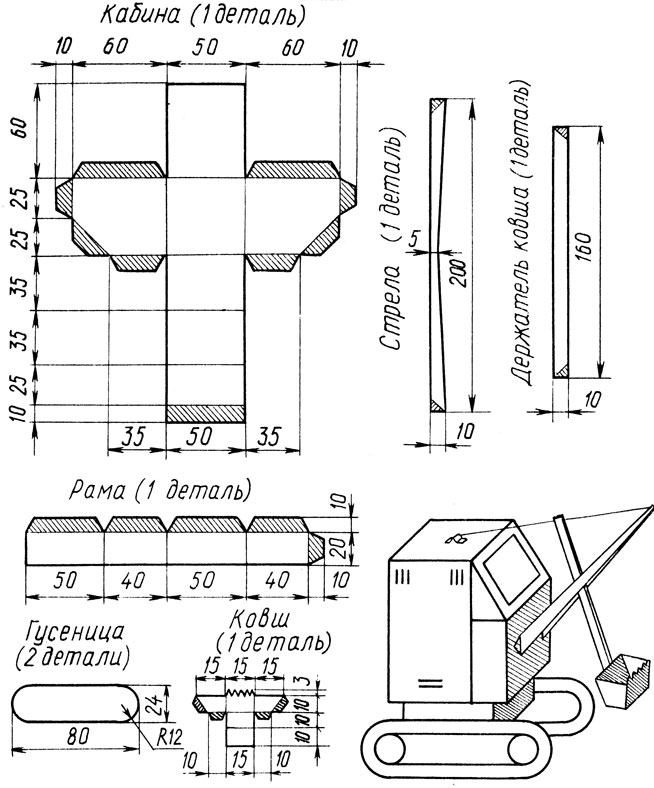 Кабина (1 деталь)
10 60 50 60 10
60
25
25
35
35
25
10
35 50 35
Стрела (1 деталь)
5
200
10
Держатель ковша (1 деталь)
160
10
Рама (1 деталь)
10
20
50 40 50 40 10
Гусеница
(2 детали)
24
80
R12
Ковш
(1 деталь)
15 15 15
3
10
10
10
10 15 10